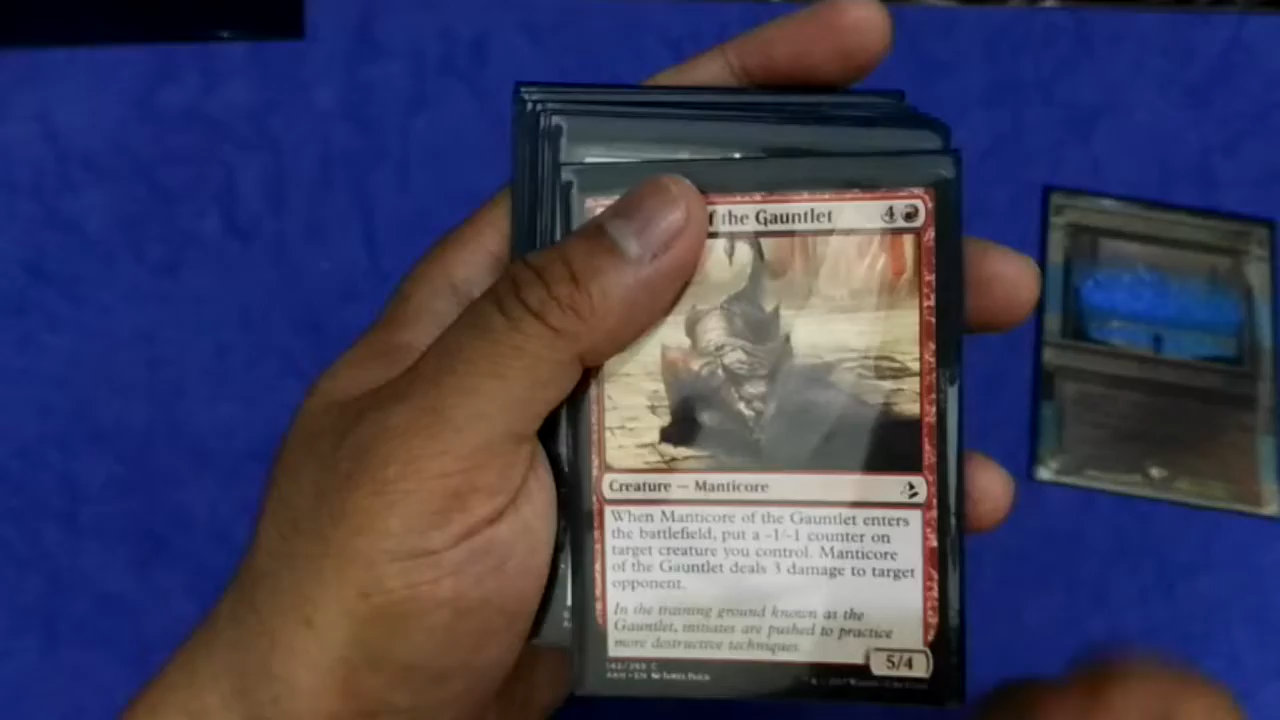 f the Gauntlet 4
Creature — Manticore
When Manticore of the Gauntlet enters
the battlefield, put a -1/-1 counter on
target creature you control. Manticore
of the Gauntlet deals 3 damage to target
opponent.
In the training ground known as the
Gauntlet, initiates are pushed to practice
more destructive techniques.
5/4
AKH • EN